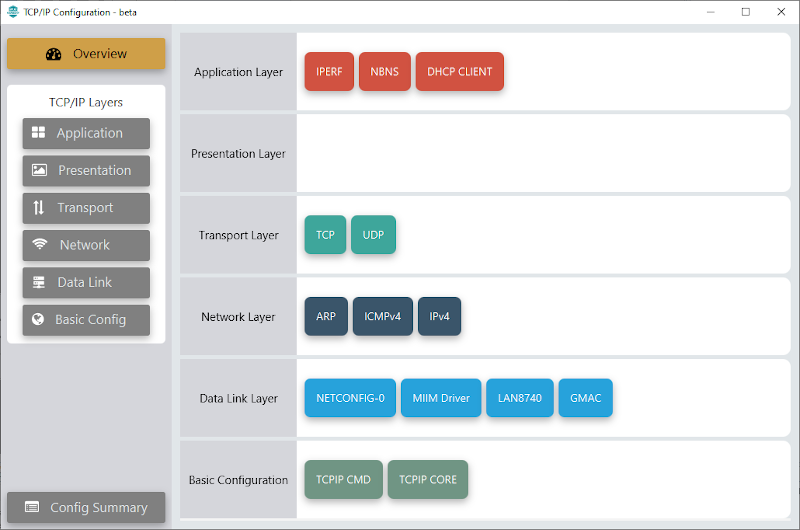 TCP/IP Configuration - beta
Overview
TCP/IP Layers
Application
Presentation
Transport
Network
Data Link
Basic Config
Config Summary
Application Layer
IPERF NBNS DHCP CLIENT
Presentation Layer
Transport Layer
TCP UDP
Network Layer
ARP ICMPv4 IPv4
Data Link Layer
NETCONFIG-0 MIIM Driver LAN8740 GMAC
Basic Configuration
TCPIP CMD TCPIP CORE